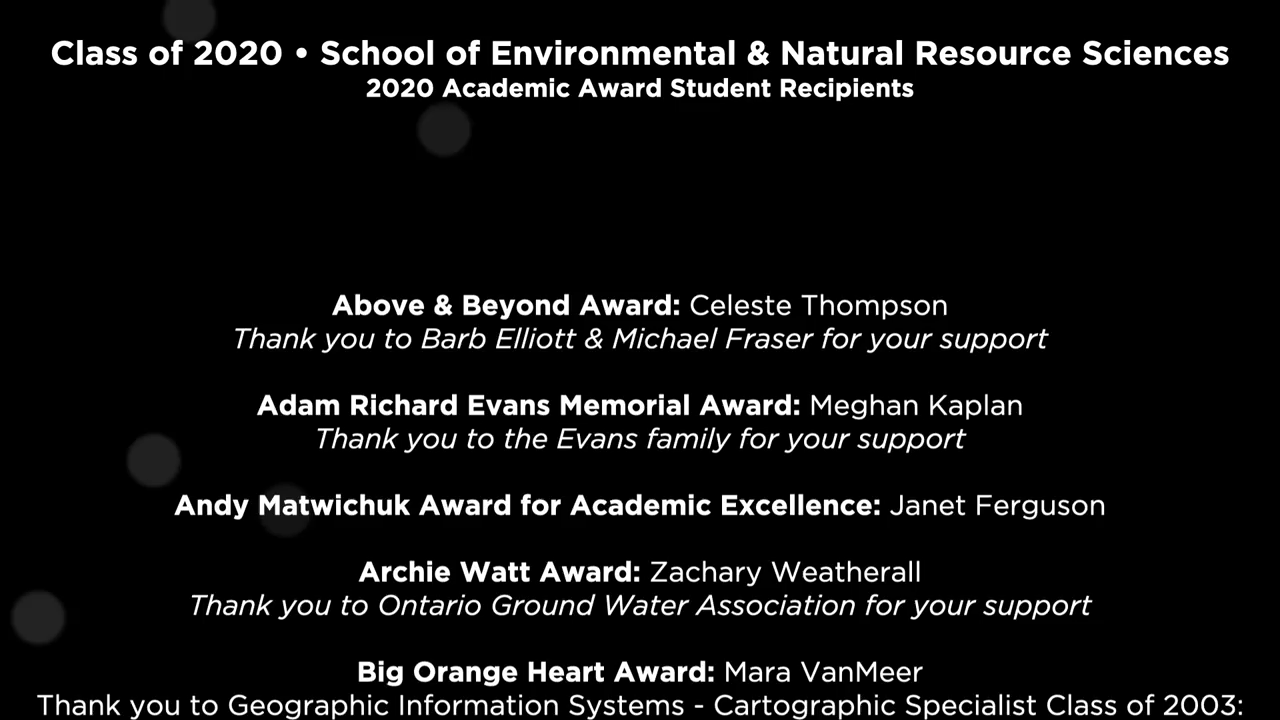 Class of 2020 • School of Environmental & Natural Resource Sciences
2020 Academic Award Student Recipients
Above & Beyond Award: Celeste Thompson
Thank you to Barb Elliott & Michael Fraser for your support
Adam Richard Evans Memorial Award: Meghan Kaplan
Thank you to the Evans family for your support
Andy Matwichuk Award for Academic Excellence: Janet Ferguson
Archie Watt Award: Zachary Weatherall
Thank you to Ontario Ground Water Association for your support
Big Orange Heart Award: Mara VanMeer
Thank you to Geographic Information Systems - Cartographic Specialist Class of 2003: